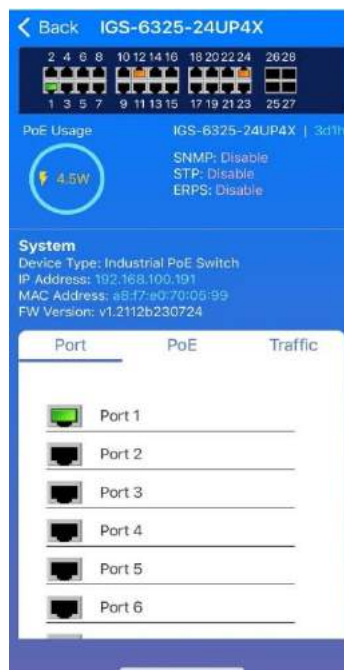 Back IGS-6325-24UP4X
2 4 6 8 10 12 14 16 18 20 22 24 26 28
1 3 5 7 9 11 13 15 17 19 21 23 25 27
PoE Usage
IGS-6325-24UP4X | 3d1h
4.5W
SNMP: Disable
STP: Disable
ERPS: Disable
System
Device Type: Industrial PoE Switch
IP Address: 192.168.100.191
MAC Address: a8:f7:e0:70:05:99
FW Version: v1.2112b230724
Port PoE Traffic
Port 1
Port 2
Port 3
Port 4
Port 5
Port 6